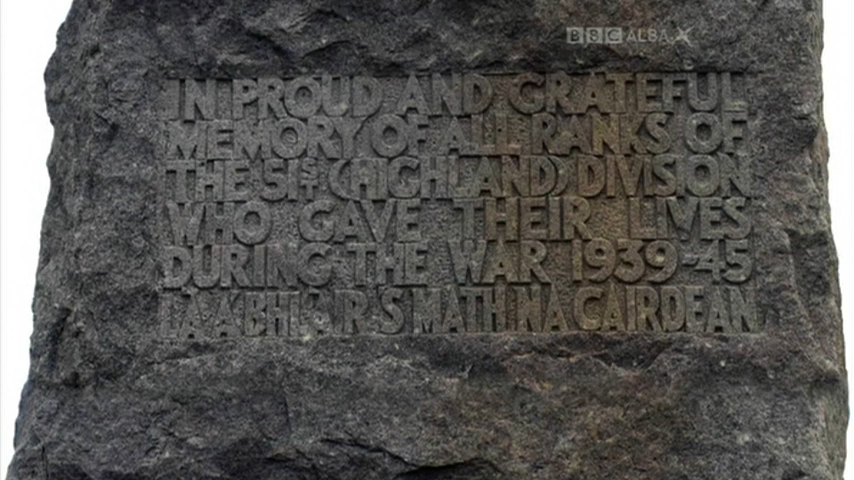 BBC ALBA
IN PROUD AND GRATEFUL
MEMORY OF ALL RANKS OF
THE 51ST (HIGHLAND) DIVISION
WHO GAVE THEIR LIVES
DURING THE WAR 1939-45
LA A'BHLAIR S MATH NA CAIRDEAN